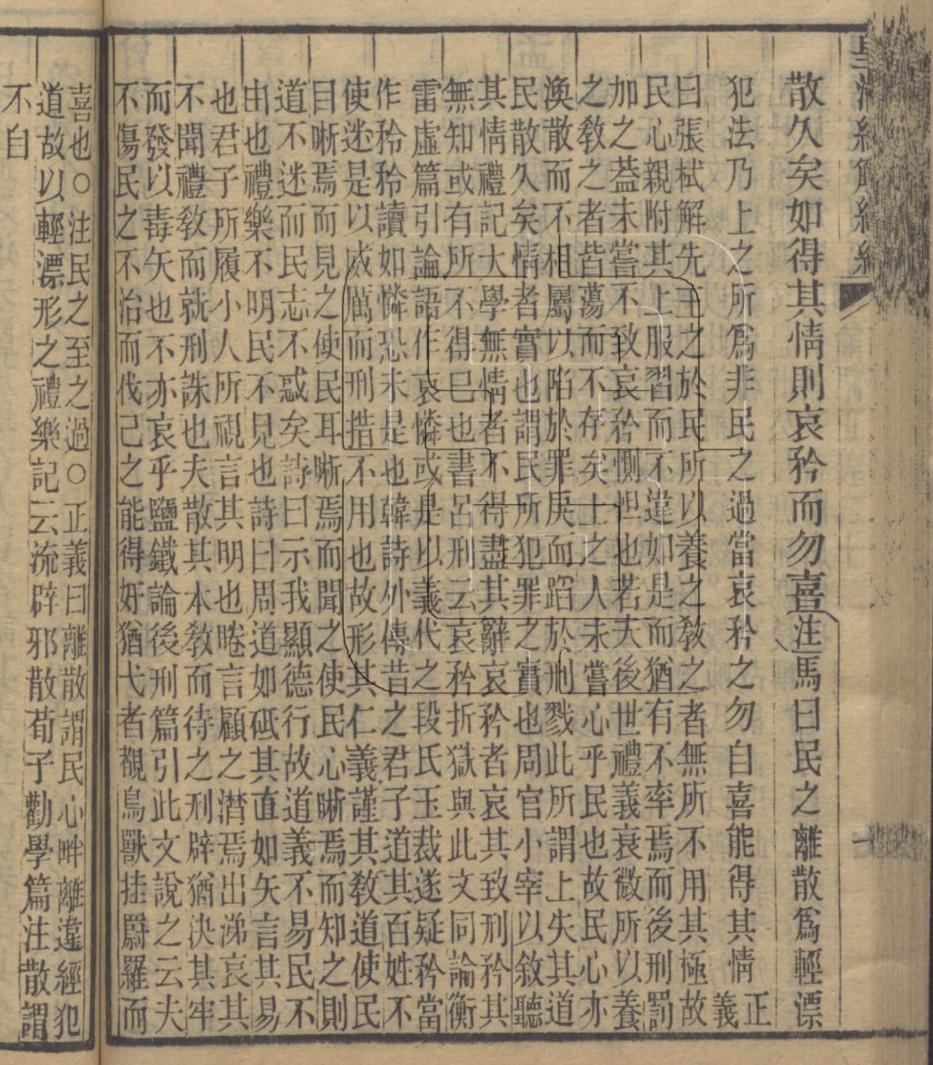 散久矣如得其情則哀矜而勿喜注馬曰民之離散爲輕漂
犯法乃上之所爲非民之過當哀矜之勿自喜能得其情
正義
曰張栻解先王之於民所以養之敎之者無所不用其極故
民心親附其上服習而不違如是而猶有不率焉而後刑罰
加之蓋未嘗不致哀矜惻怛也若夫後世禮義衰微所以養
之敎之者皆蕩而不存矣上之人未嘗心乎民也故民心亦
渙散而不相屬以陷於罪戾而蹈於刑戮此所謂上失其道
民散久矣情者實也謂民所犯罪之實也周官小宰以敘聽
其情禮記大學無情者不得盡其辭哀矜者哀其致刑矜其
無知或有所不得已也書呂刑云哀矜折獄與此文同論衡
雷虛篇引論語作哀憐或是以義代之段氏玉裁遂疑矜當
作矝矝讀如憐恐未是也韓詩外傳昔之君子道其百姓不
使迷是以威厲而刑措不用也故形其仁義謹其敎道使民
目晰焉而見之使民耳晰焉而聞之使民心晰焉而知之則
道不迷而民志不惑矣詩曰示我顯德行故道義不易民不
由也禮樂不明民不見也詩曰周道如砥其直如矢言其易
也君子所履小人所視言其明也睠言顧之潸焉出涕哀其
不聞禮敎而就刑誅也夫散其本敎而待之刑辟猶決其牢
而發以毒矢也不亦哀乎鹽鐵論後刑篇引此文說之云夫
不傷民之不治而伐己之能得奸猶弋者覩鳥獸挂罻羅而
喜也○注民之至之過○正義曰離散謂民心畔離違經犯
道故以輕漂形之禮樂記云流辟邪散荀子勸學篇注散謂
不自